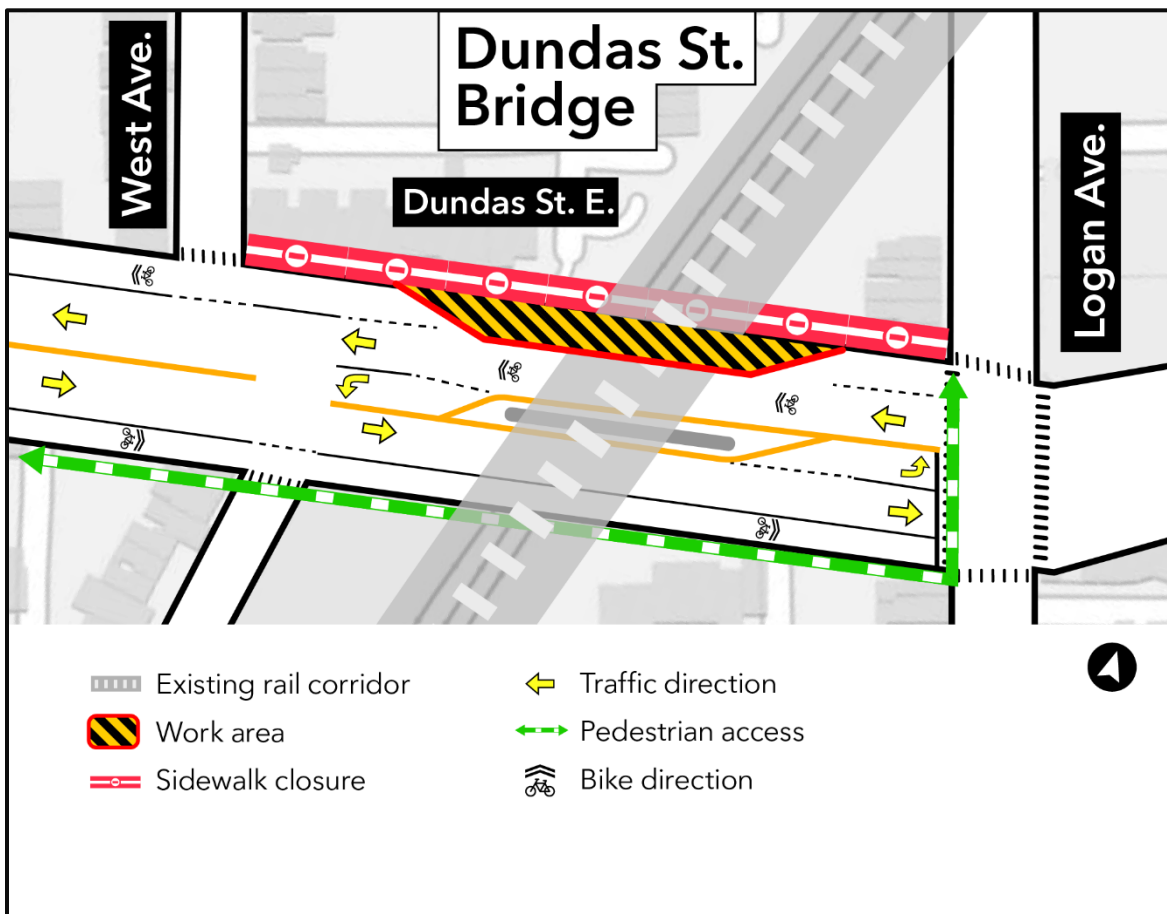 Dundas St.
Bridge
West Ave.
Dundas St. E.
Logan Ave.
Existing rail corridor
Work area
Sidewalk closure
Traffic direction
Pedestrian access
Bike direction